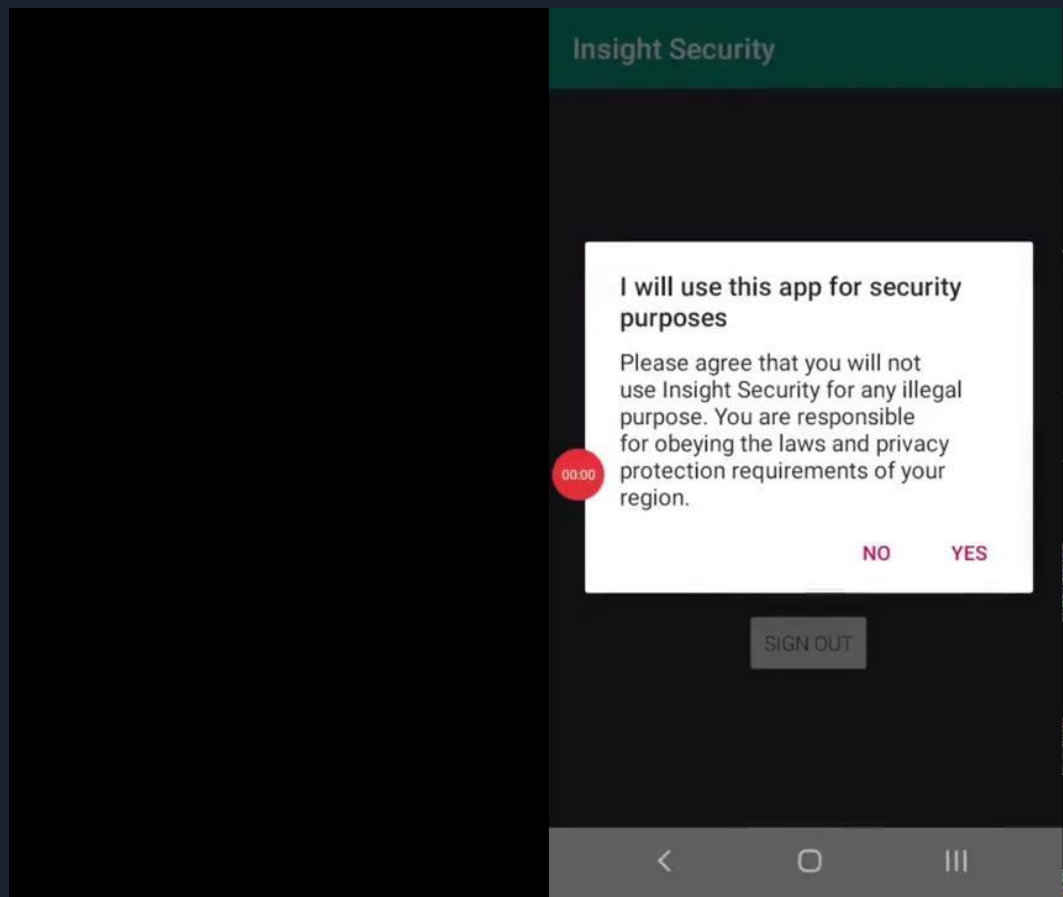 Insight Security
I will use this app for security
purposes
Please agree that you will not
use Insight Security for any illegal
purpose. You are responsible
for obeying the laws and privacy
protection requirements of your
region.
00:00
NO YES
SIGN OUT